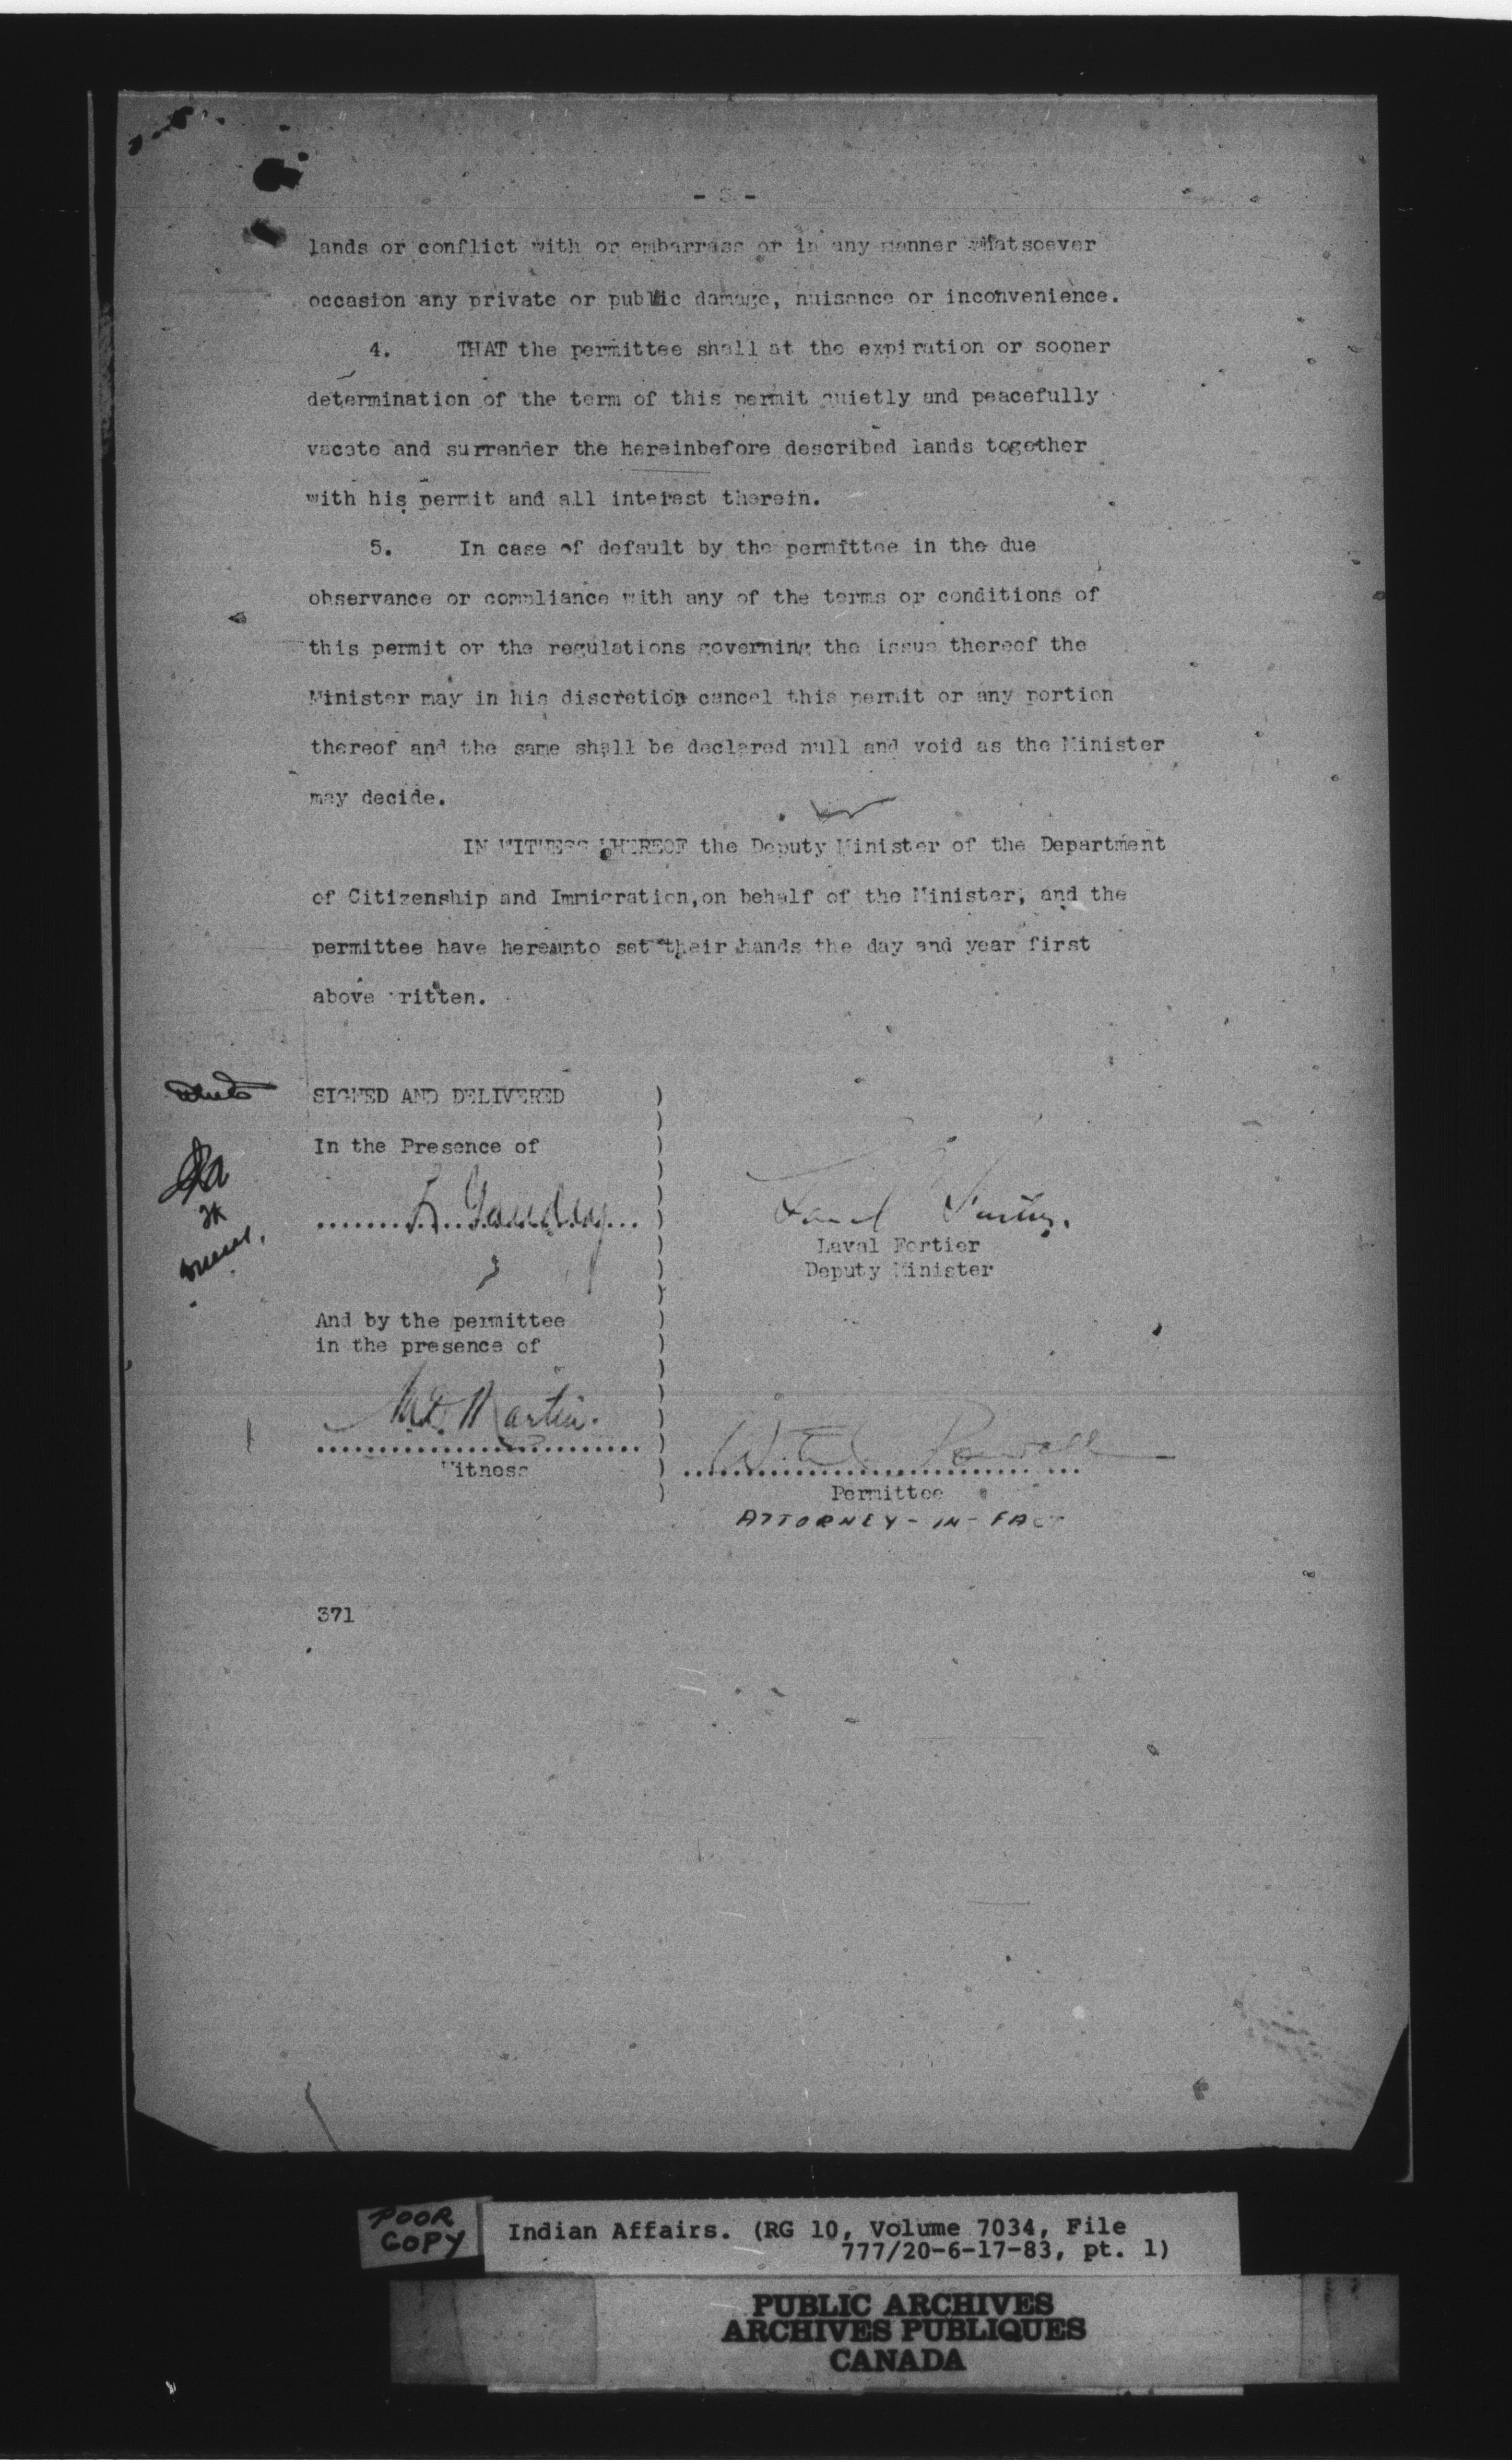 lands or conflict with or embarrass or in any manner whatsoever
occasion any private or public damage, nuisance or inconvenience.
4. THAT the permittee shall at the expiration or sooner
determination of the term of this permit quietly and peacefully
vacate and surrender the hereinbefore described lands together
with his permit and all interest therein.
5. In case of default by the permittee in the due
observance or compliance with any of the terms or conditions of
this permit or the regulations governing the issue thereof the
Minister may in his discretion cancel this permit or any portion
thereof and the same shall be declared null and void as the Minister
may decide.
IN WITNESS WHEREOF the Deputy Minister of the Department
of Citizenship and Immigration, on behalf of the Minister, and the
permittee have hereunto set their hands the day and year first
above written.
SIGNED AND DELIVERED )
In the Presence of
Laval Fortier
Laval Fortier
Deputy Minister
And by the permittee
in the presence of
Martin.
Witness
Powell
Permittee
ATTORNEY-IN-FACT
371
POOR
COPY
Indian Affairs. (RG 10, Volume 7034, File
777/20-6-17-83, pt. 1)
PUBLIC ARCHIVES
ARCHIVES PUBLIQUES
CANADA